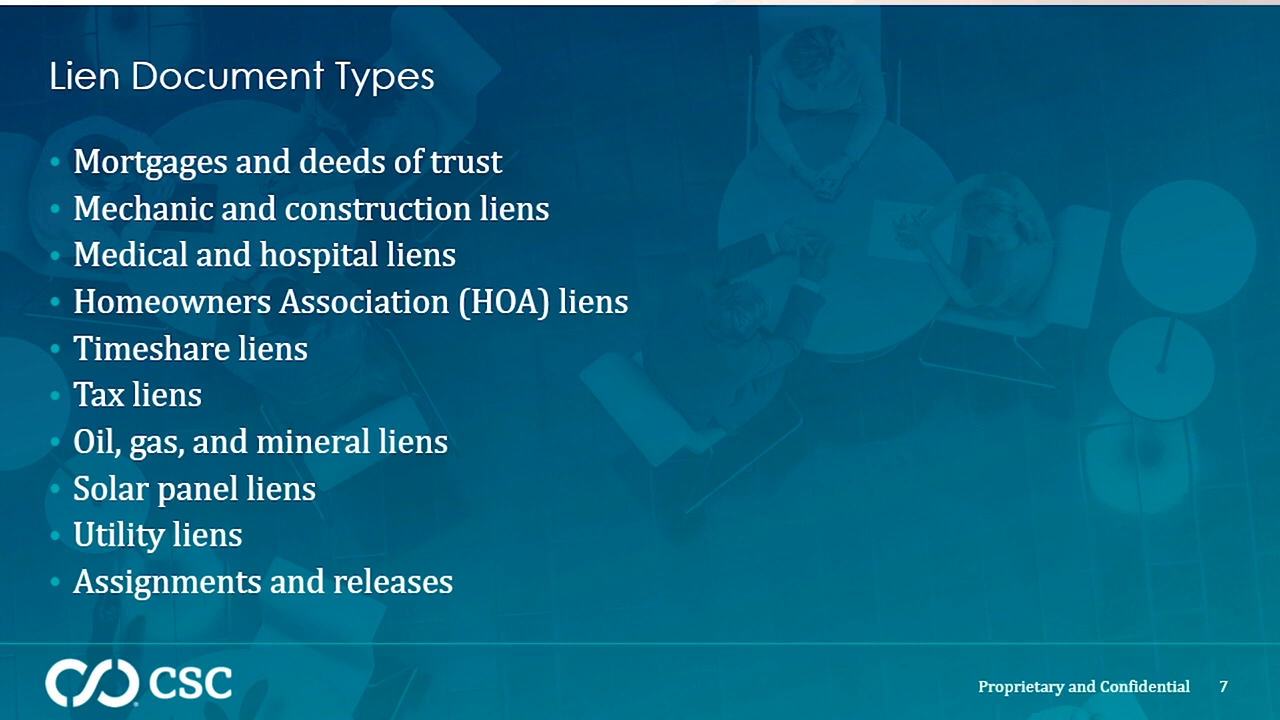 Lien Document Types
• Mortgages and deeds of trust
• Mechanic and construction liens
• Medical and hospital liens
• Homeowners Association (HOA) liens
• Timeshare liens
• Tax liens
• Oil, gas, and mineral liens
• Solar panel liens
• Utility liens
• Assignments and releases
CSC
Proprietary and Confidential 7